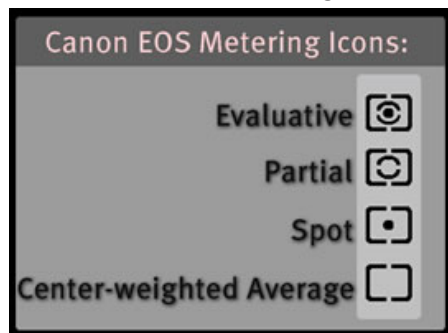 Canon EOS Metering Icons:
Evaluative
Partial
Spot
Center-weighted Average